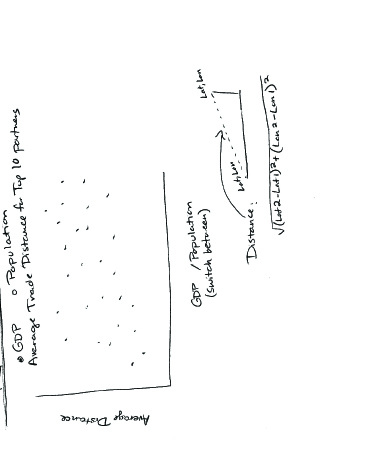 GDP o Population
Average Trade Distance for Top 10 partners
Average Distance
GDP / Population
(switch between)
Lat, Lon
Lat, Lon
Distance:
√(Lat2-Lat1)²+(Lon2-Lon1)²